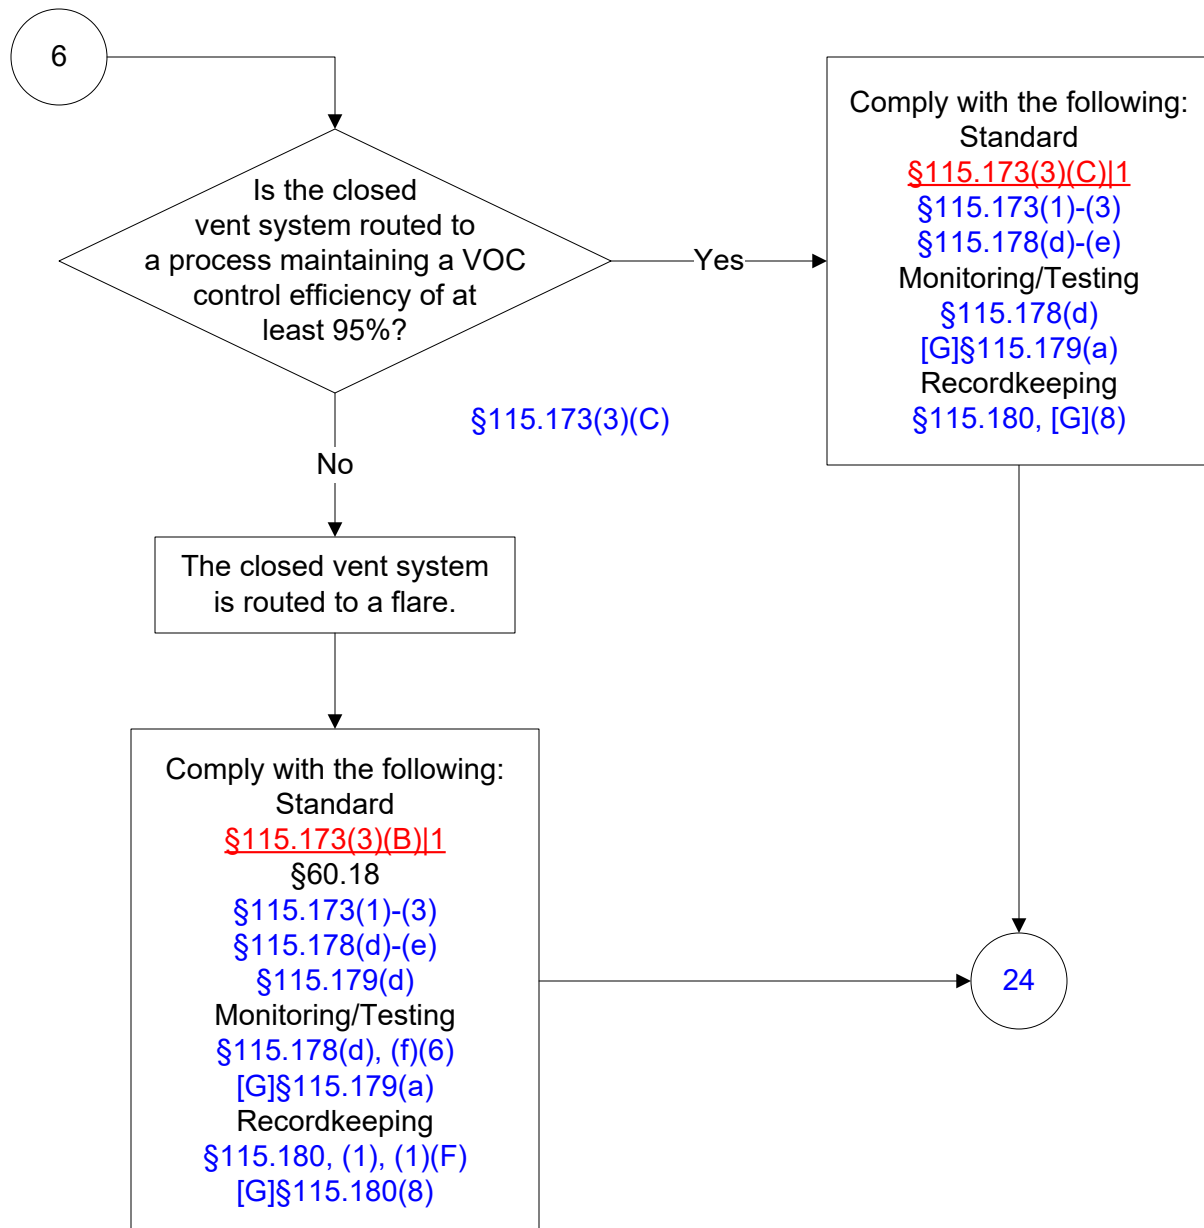 6
Is the closed
vent system routed to
a process maintaining a VOC
control efficiency of at
least 95%?
Yes
§115.173(3)(C)
No
Comply with the following:
Standard
§115.173(3)(C)|1
§115.173(1)-(3)
§115.178(d)-(e)
Monitoring/Testing
§115.178(d)
[G]§115.179(a)
Recordkeeping
§115.180, [G](8)
The closed vent system
is routed to a flare.
Comply with the following:
Standard
§115.173(3)(B)|1
§60.18
§115.173(1)-(3)
§115.178(d)-(e)
§115.179(d)
Monitoring/Testing
§115.178(d), (f)(6)
[G]§115.179(a)
Recordkeeping
§115.180, (1), (1)(F)
[G]§115.180(8)
24